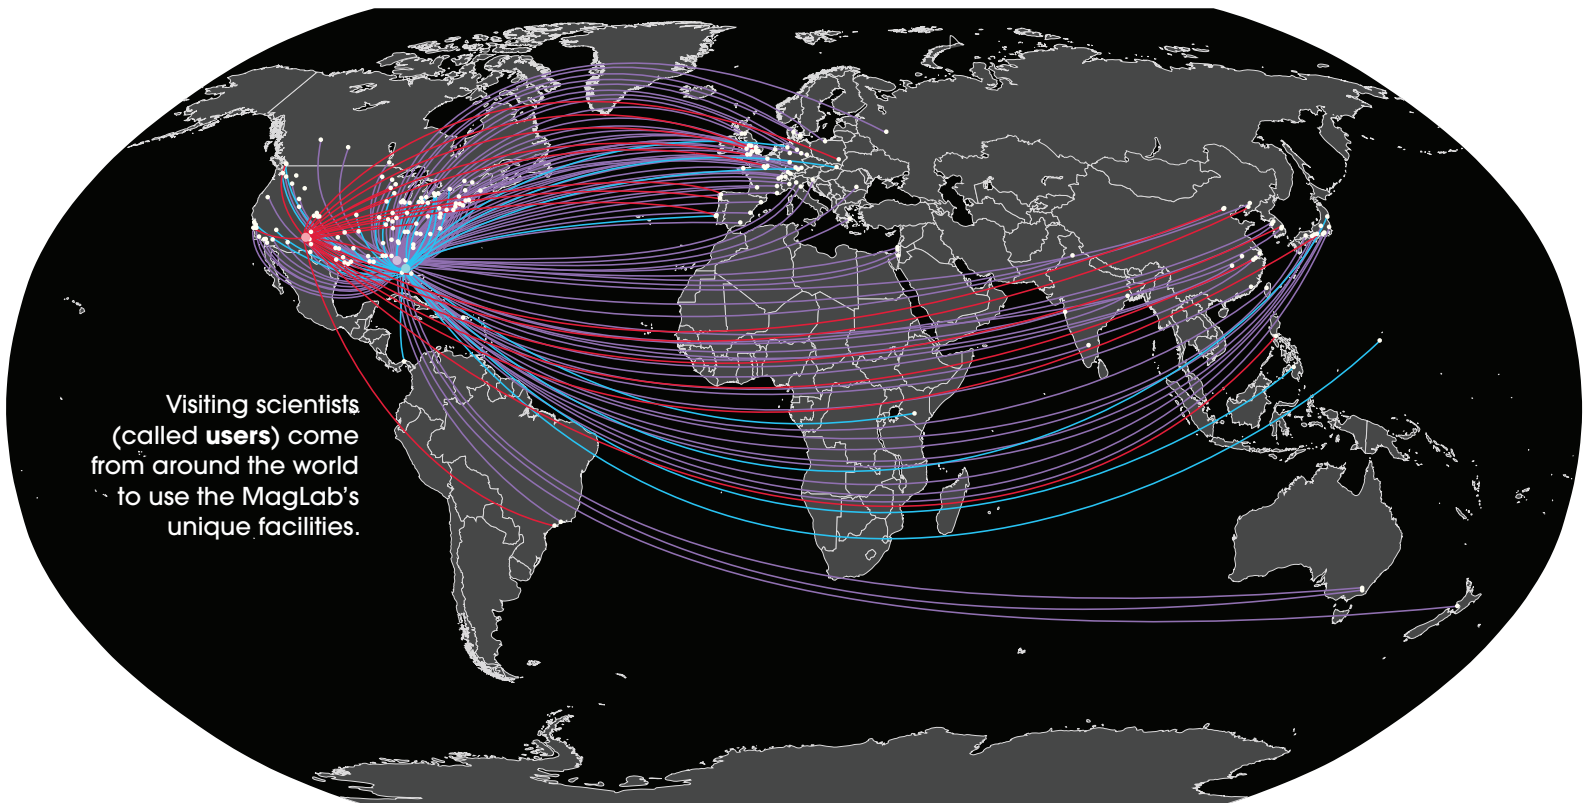 Visiting scientists
(called users) come
from around the world
to use the MagLab’s
unique facilities.